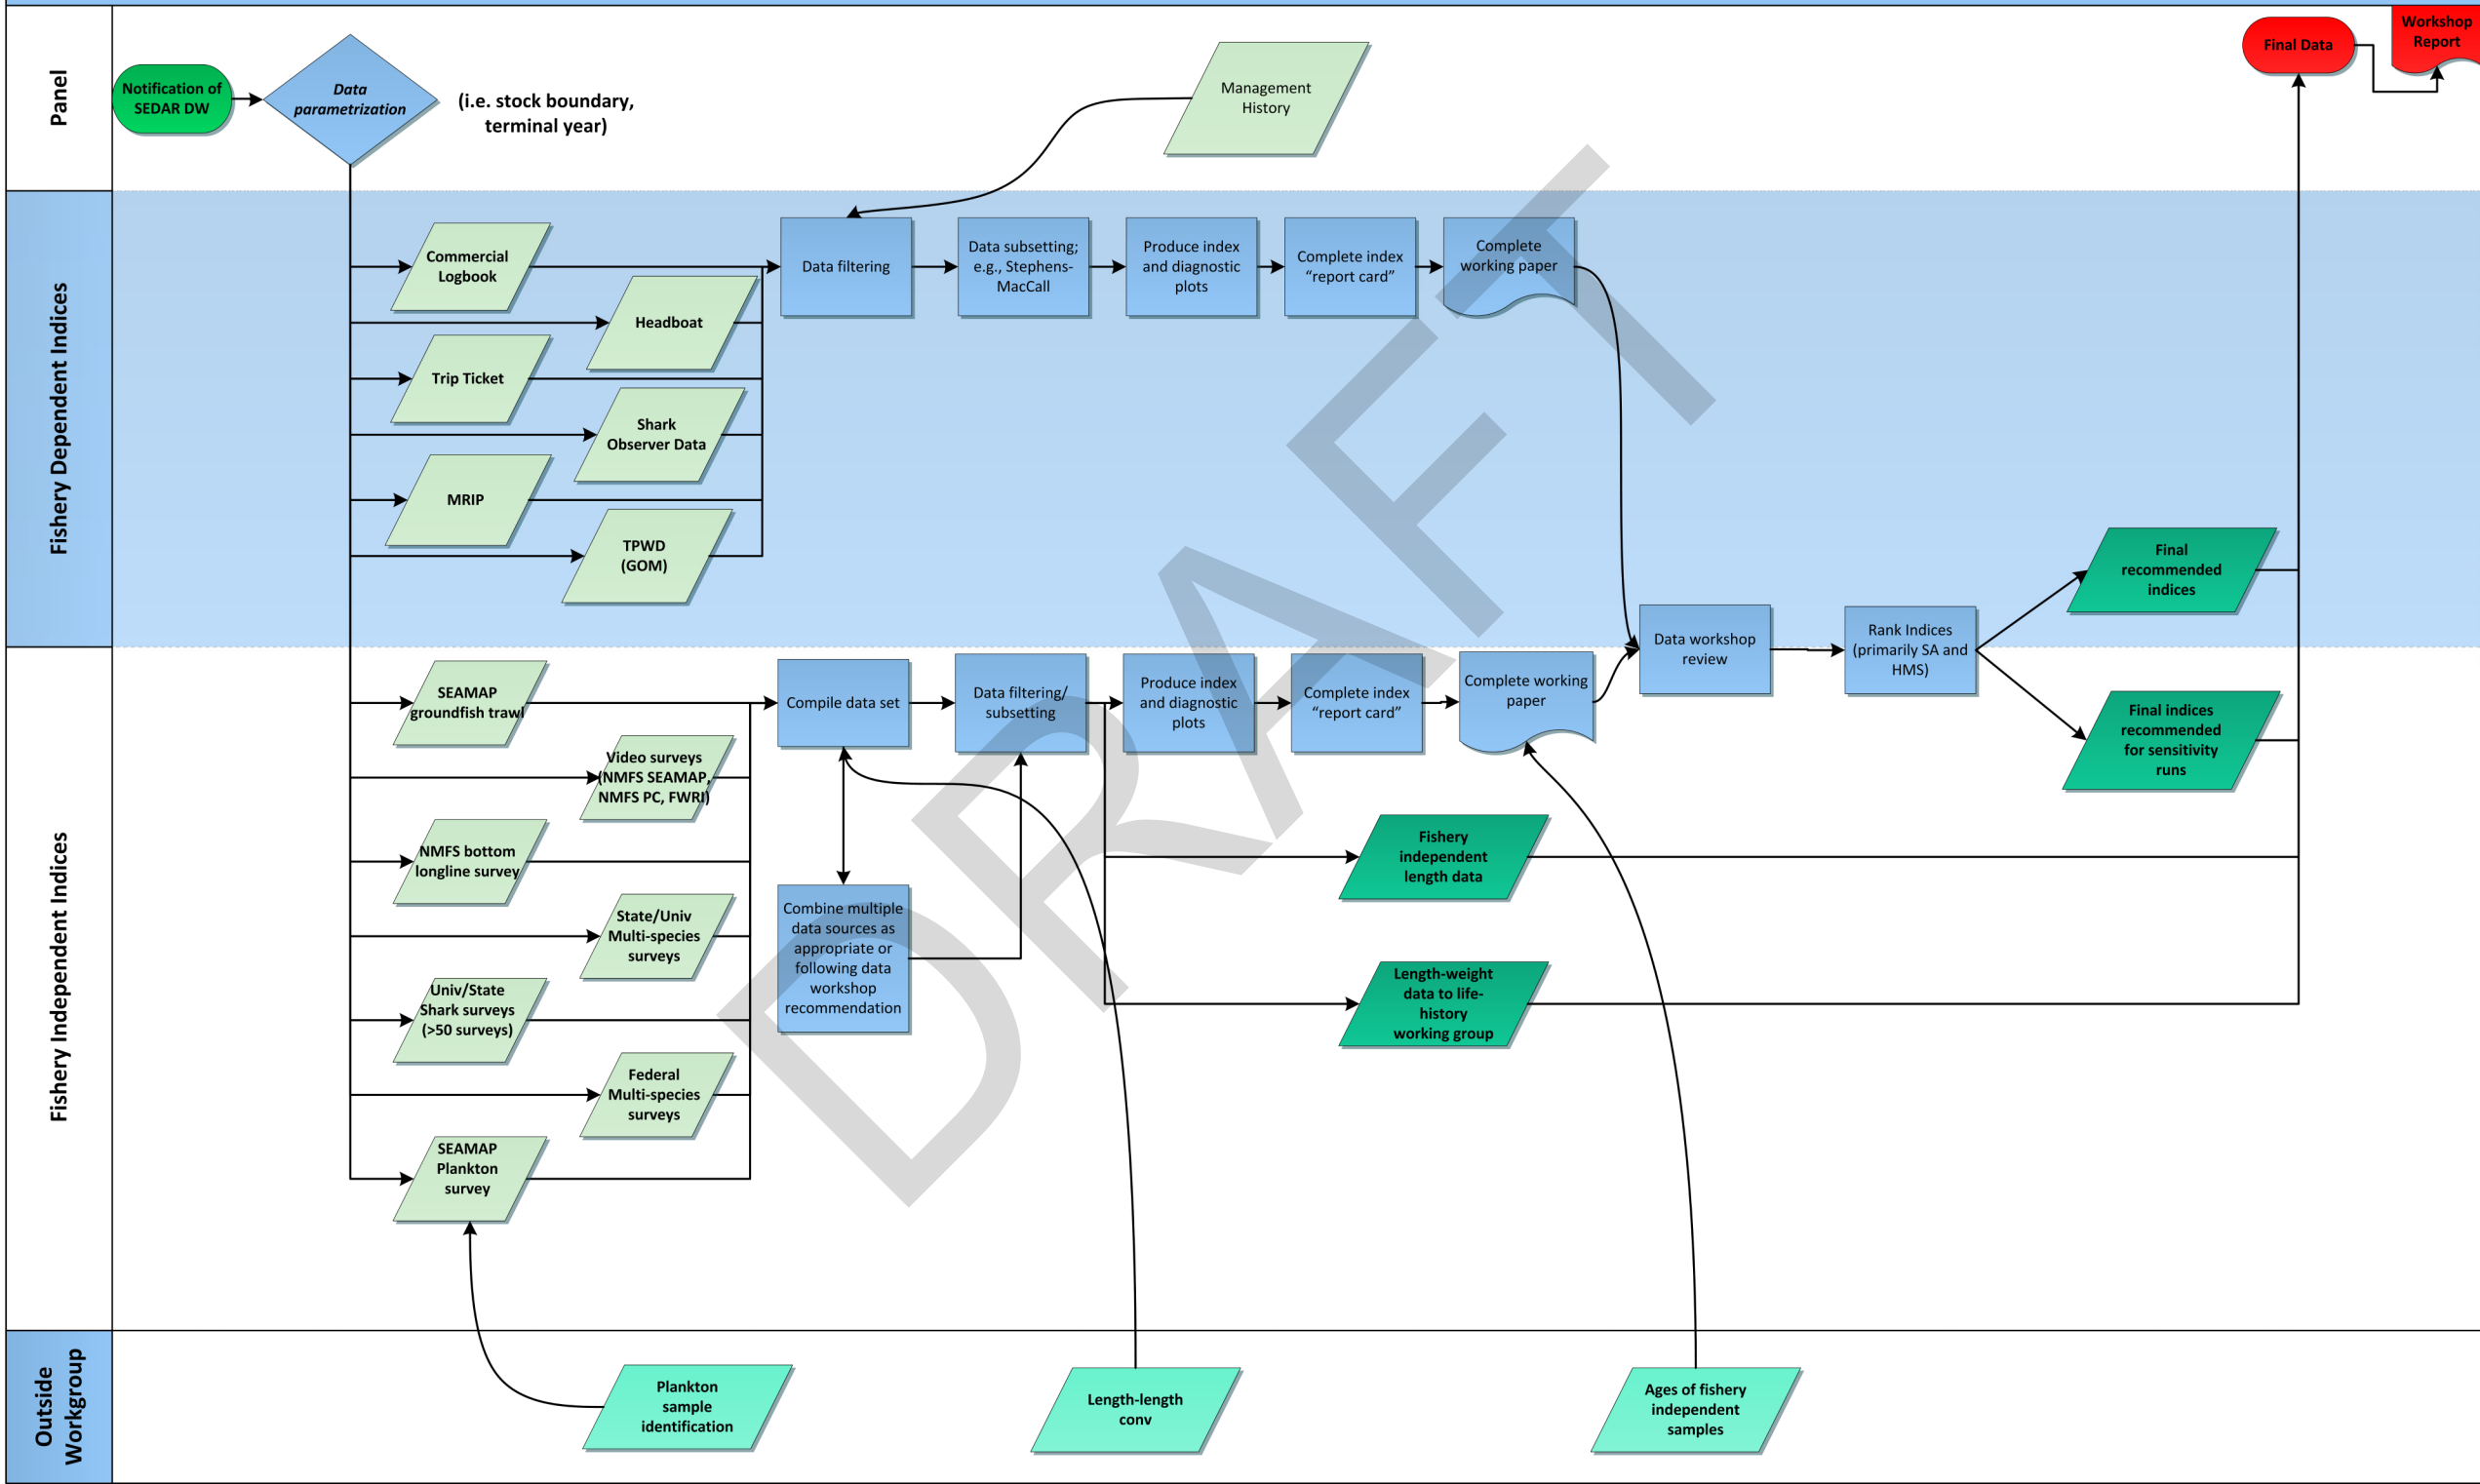 Panel
Notification of
SEDAR DW
Data
parametrization
(i.e. stock boundary,
terminal year)
Management
History
Final Data
Workshop
Report
Fishery Dependent Indices
Commercial
Logbook
Headboat
Trip Ticket
Shark
Observer Data
MRIP
TPWD
(GOM)
Data filtering
Data subsetting;
e.g., Stephens-
MacCall
Produce index
and diagnostic
plots
Complete index
“report card”
Complete
working paper
Data workshop
review
Rank Indices
(primarily SA and
HMS)
Final
recommended
indices
Final indices
recommended
for sensitivity
runs
Fishery Independent Indices
SEAMAP
groundfish trawl
Video surveys
(NMFS SEAMAP,
NMFS PC, FWRI)
NMFS bottom
longline survey
State/Univ
Multi-species
surveys
Univ/State
Shark surveys
(>50 surveys)
Federal
Multi-species
surveys
SEAMAP
Plankton
survey
Compile data set
Combine multiple
data sources as
appropriate or
following data
workshop
recommendation
Data filtering/
subsetting
Produce index
and diagnostic
plots
Complete index
“report card”
Complete working
paper
Fishery
independent
length data
Length-weight
data to life-
history
working group
Outside
Workgroup
Plankton
sample
identification
Length-length
conv
Ages of fishery
independent
samples
DRAFT